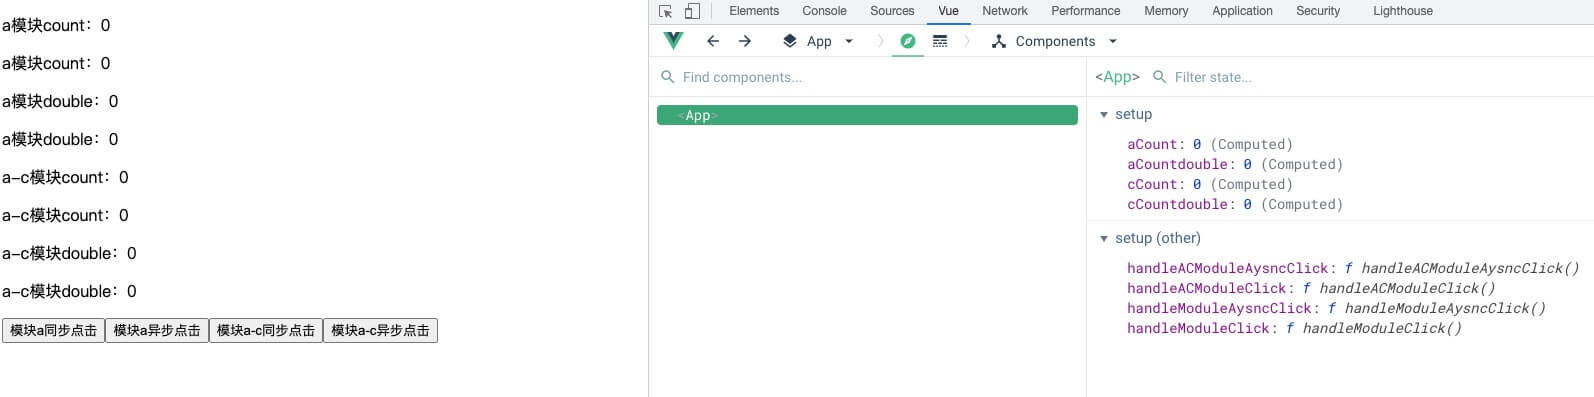 a模块count：0
a模块count：0
a模块double：0
a模块double：0
a-c模块count：0
a-c模块count：0
a-c模块double：0
a-c模块double：0
模块a同步点击 模块a异步点击 模块a-c同步点击 模块a-c异步点击
Elements Console Sources Vue Network Performance Memory Application Security Lighthouse
App Components
Find components...
<App>
<App> Filter state...
setup
aCount: 0 (Computed)
aCountdouble: 0 (Computed)
cCount: 0 (Computed)
cCountdouble: 0 (Computed)
setup (other)
handleACModuleAysncClick: f handleACModuleAysncClick()
handleACModuleClick: f handleACModuleClick()
handleModuleAysncClick: f handleModuleAysncClick()
handleModuleClick: f handleModuleClick()